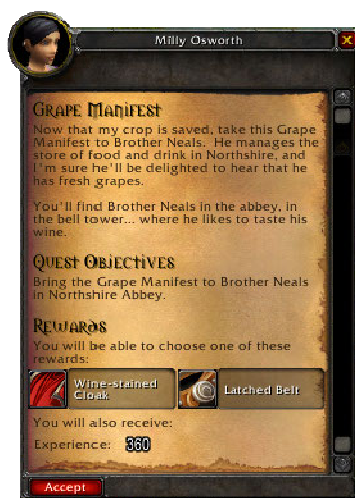 Milly Osworth
Grape Manifest
Now that my crop is saved, take this Grape
Manifest to Brother Neals. He manages the
store of food and drink in Northshire, and
I'm sure he'll be delighted to hear that he
has fresh grapes.
You'll find Brother Neals in the abbey, in
the bell tower... where he likes to taste his
wine.
Quest Objectives
Bring the Grape Manifest to Brother Neals
in Northshire Abbey.
Rewards
You will be able to choose one of these
rewards:
Wine-stained
Cloak
Latched Belt
You will also receive:
Experience: 360
Accept